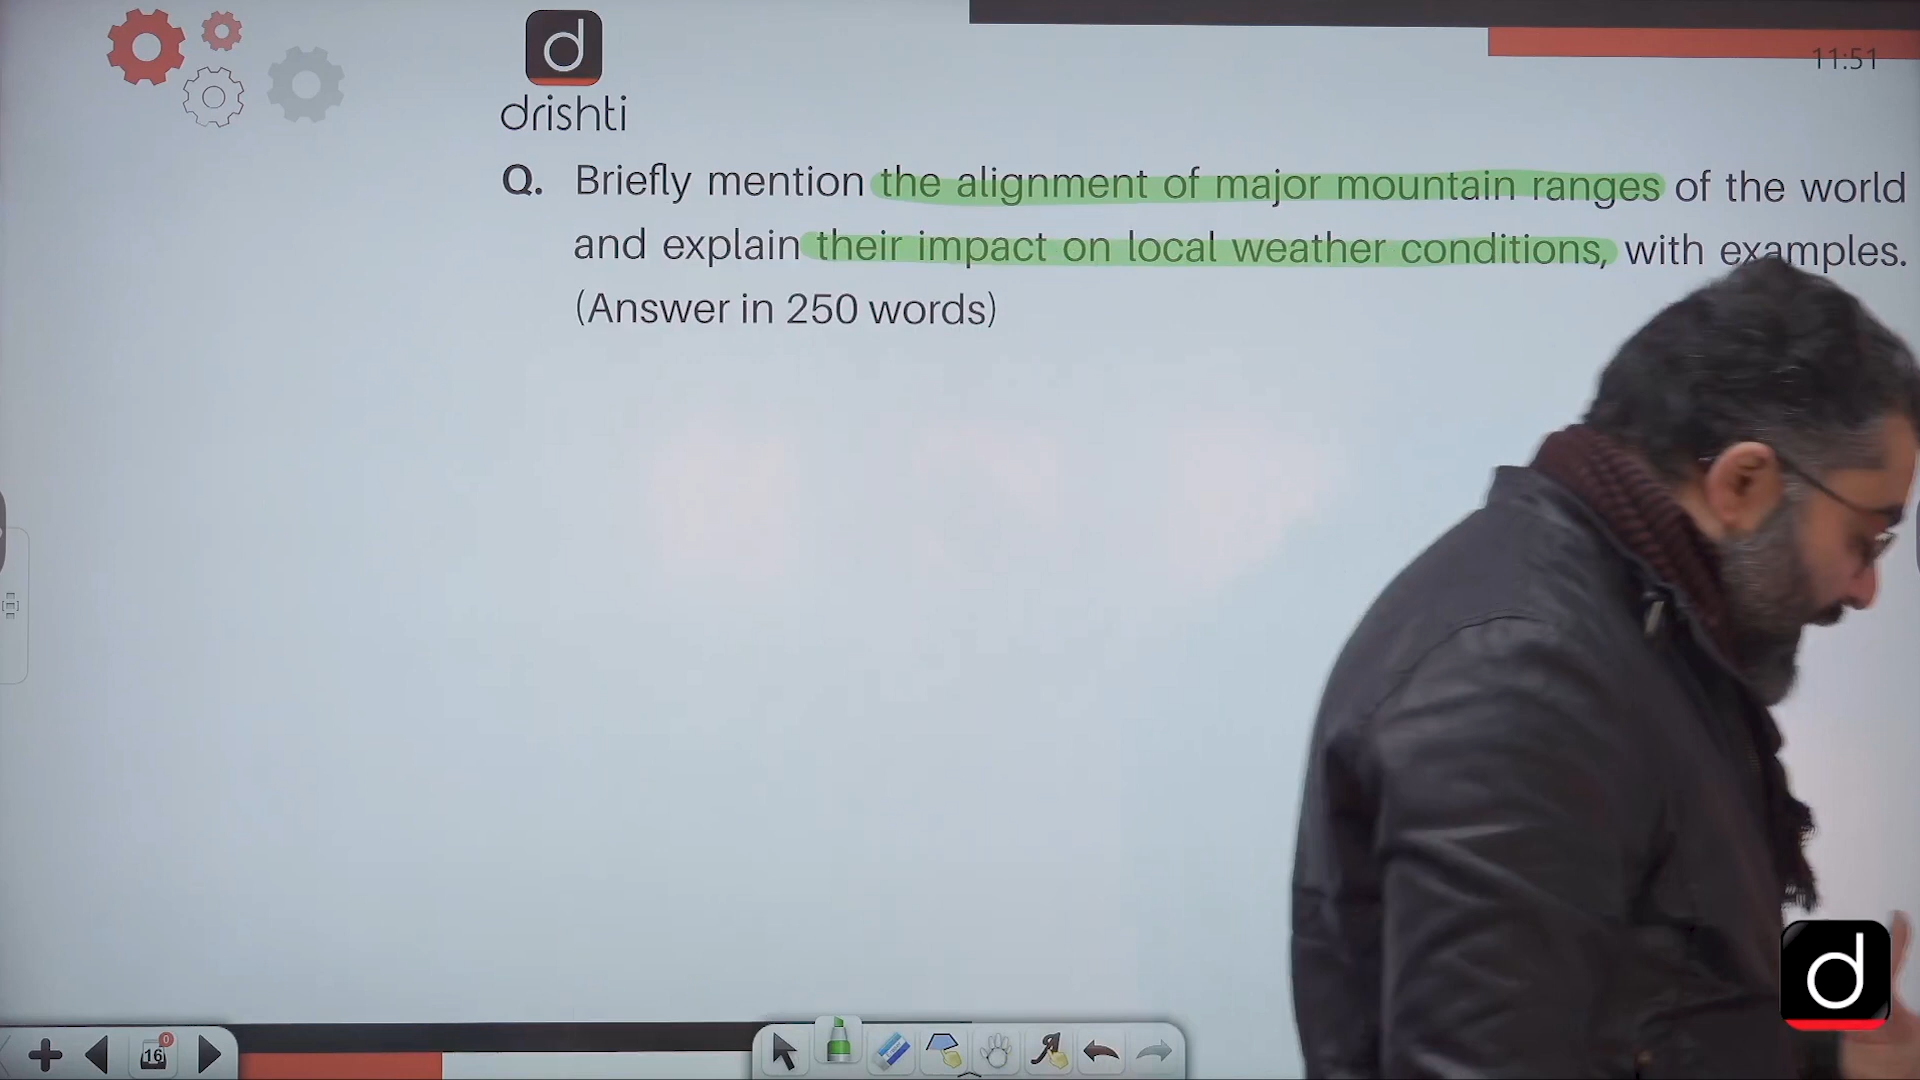 11:51
d
drishti
Q. Briefly mention the alignment of major mountain ranges of the world
and explain their impact on local weather conditions, with examples.
(Answer in 250 words)
d
0
16